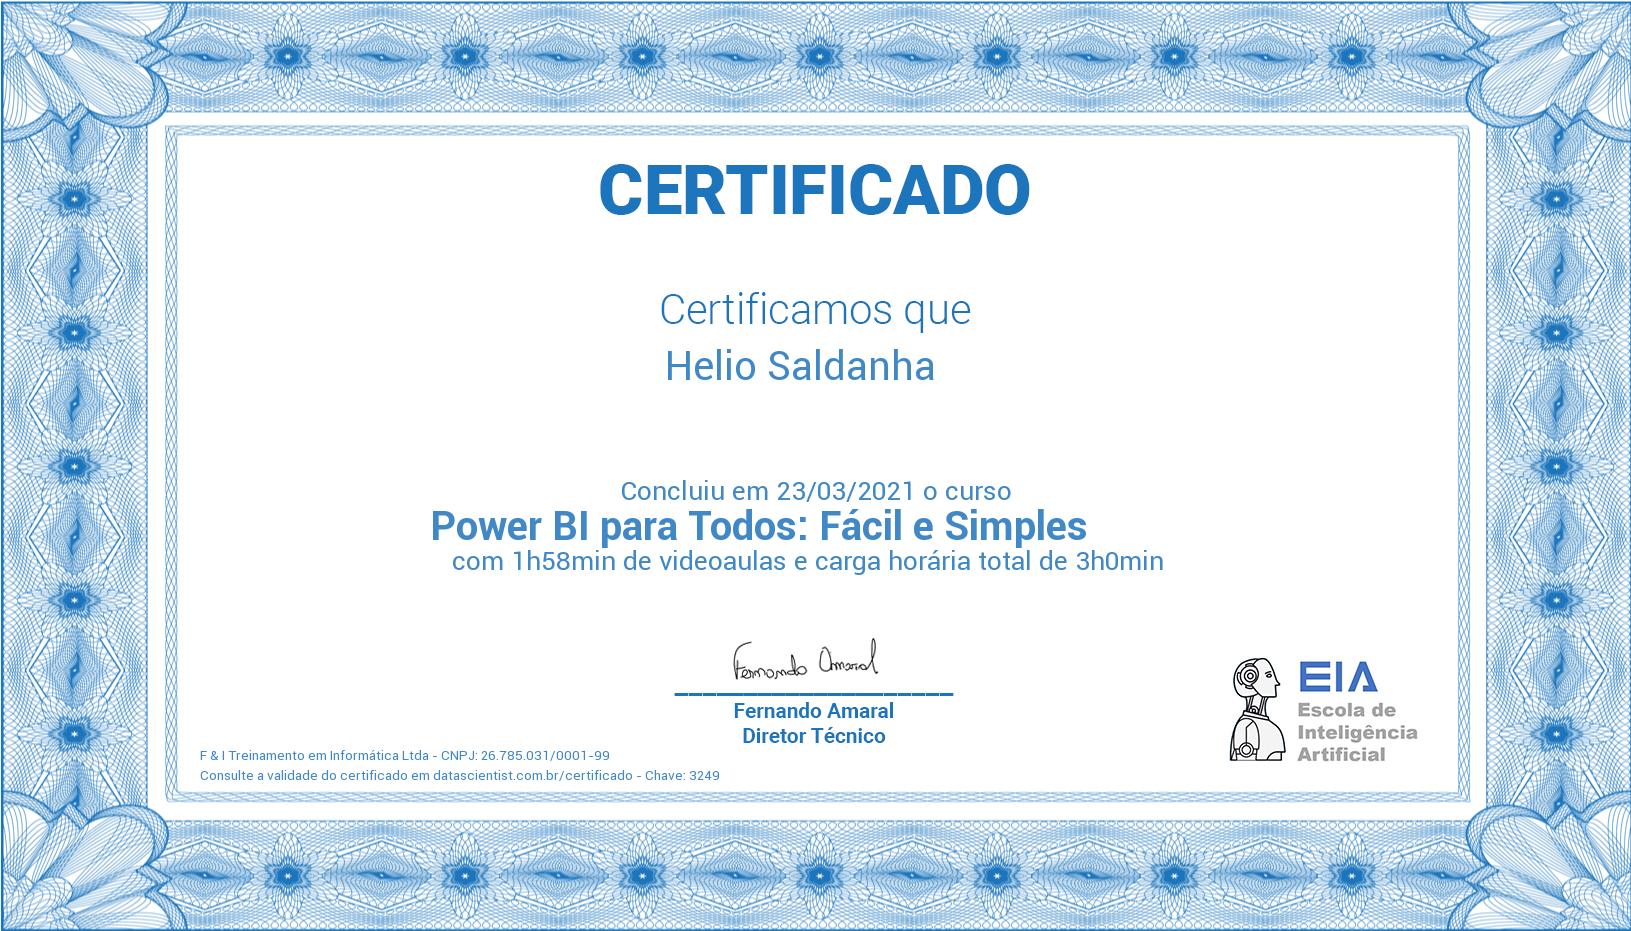 CERTIFICADO
Certificamos que
Helio Saldanha
Concluiu em 23/03/2021 o curso
Power BI para Todos: Fácil e Simples
com 1h58min de videoaulas e carga horária total de 3h0min
Fernando Amaral
Fernando Amaral
Diretor Técnico
EIA
Escola de
Inteligência
Artificial
F & I Treinamento em Informática Ltda - CNPJ: 26.785.031/0001-99
Consulte a validade do certificado em datascientist.com.br/certificado - Chave: 3249